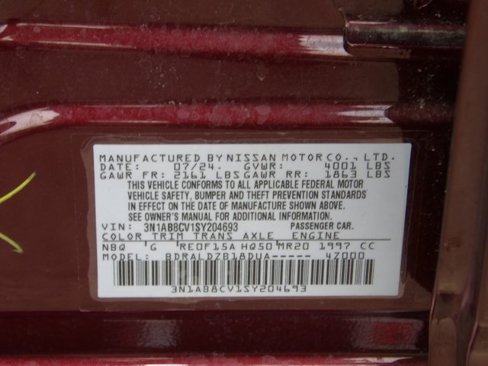 MANUFACTURED BY NISSAN MOTOR CO., LTD.
DATE: 07/24 GVWR: 4001 LBS
GAWR FR: 2161 LBS GAWR RR: 1863 LBS
THIS VEHICLE CONFORMS TO ALL APPLICABLE FEDERAL MOTOR
VEHICLE SAFETY, BUMPER AND THEFT PREVENTION STANDARDS
IN EFFECT ON THE DATE OF MANUFACTURE SHOWN ABOVE.
SEE OWNER'S MANUAL FOR ADDITIONAL INFORMATION.
VIN: 3N1AB8CV1SY204693 PASSENGER CAR.
COLOR TRIM TRANS AXLE ENGINE
NBQ G RE0F15A HQ50 MR20 1997 CC
MODEL: BDRALDZB18DUA----- 4Z000
3N1AB8CV1SY204693